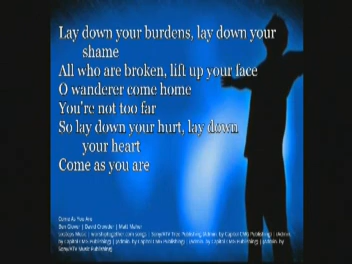 Lay down your burdens, lay down your
shame
All who are broken, lift up your face
O wanderer come home
You're not too far
So lay down your hurt, lay down
your heart
Come as you are
Come As You Are
Ben Glover | David Crowder | Matt Maher